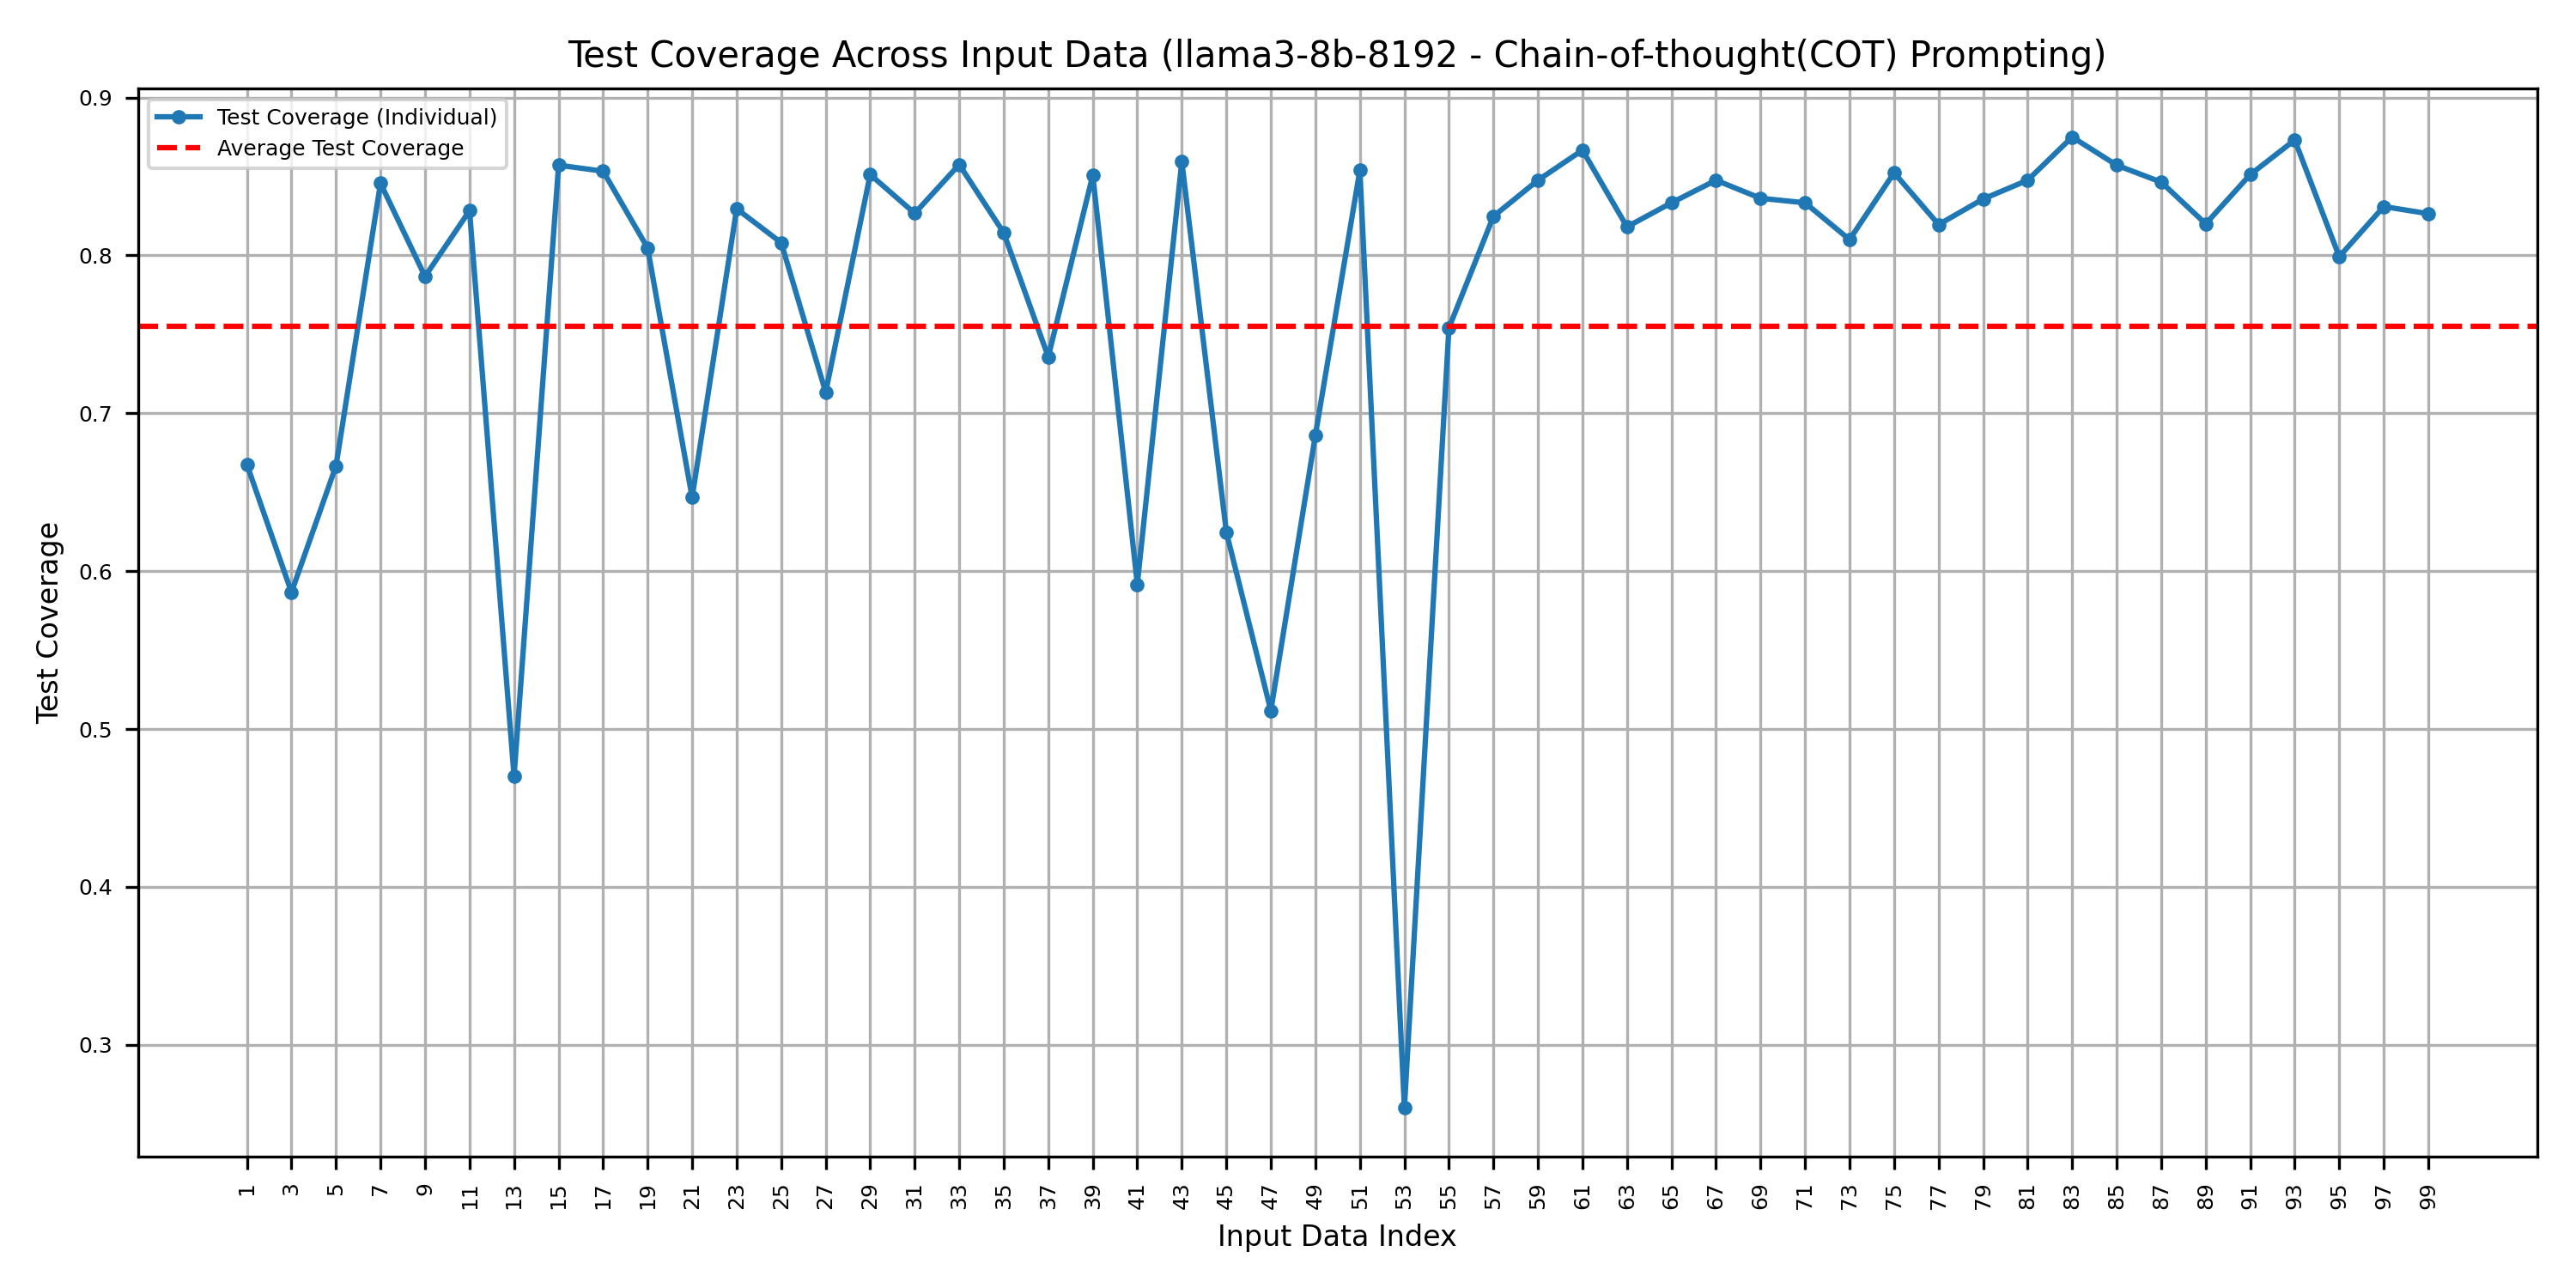 Test Coverage Across Input Data (llama3-8b-8192 - Chain-of-thought(COT) Prompting)
Test Coverage (Individual)
Average Test Coverage
Test Coverage
0.9
0.8
0.7
0.6
0.5
0.4
0.3
1 3 5 7 9 11 13 15 17 19 21 23 25 27 29 31 33 35 37 39 41 43 45 47 49 51 53 55 57 59 61 63 65 67 69 71 73 75 77 79 81 83 85 87 89 91 93 95 97 99
Input Data Index